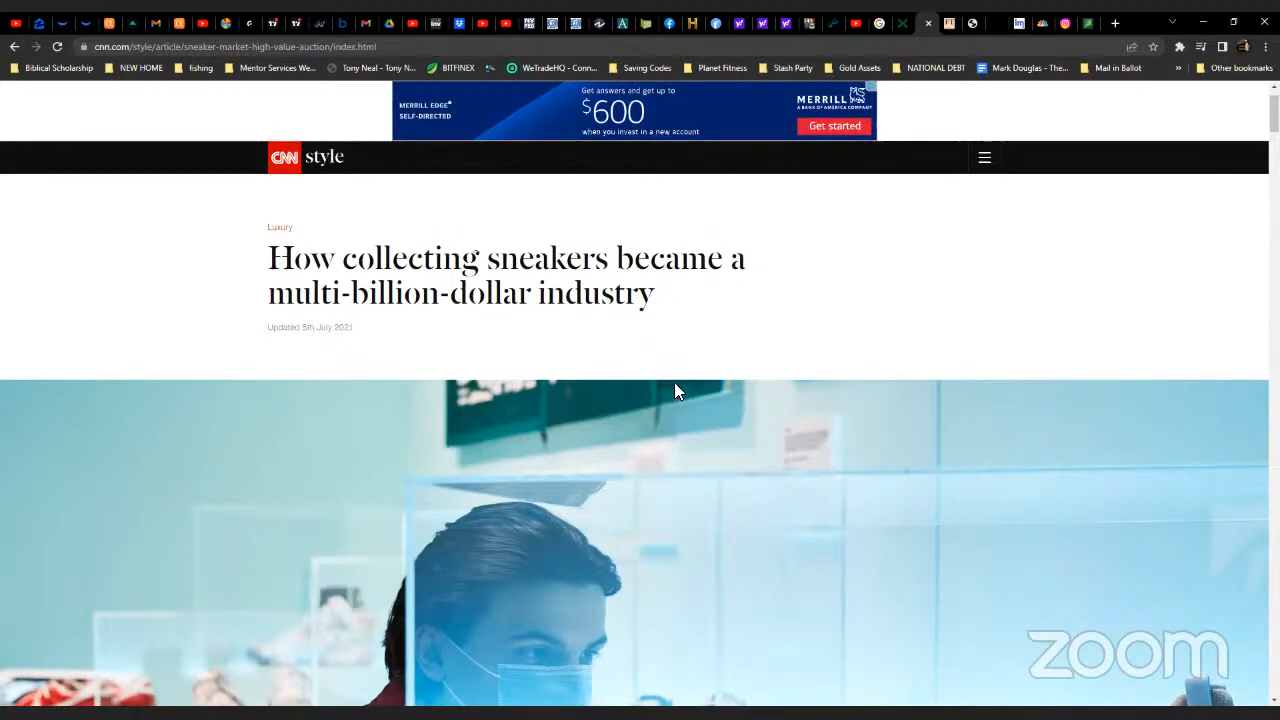 cnn.com/style/article/sneaker-market-high-value-auction/index.html
Biblical Scholarship
NEW HOME
fishing
Mentor Services We...
Tony Neal - Tony N...
BITFINEX
WeTradeHQ - Conn...
Saving Codes
Planet Fitness
Stash Party
Gold Assets
NATIONAL DEBT
Mark Douglas - The...
Mail in Ballot
»
Other bookmarks
MERRILL EDGE®
SELF-DIRECTED
Get answers and get up to
$600
when you invest in a new account
MERRILL
A BANK OF AMERICA COMPANY
Get started
CNN style
Luxury
How collecting sneakers became a
multi-billion-dollar industry
Updated 5th July 2021
zoom